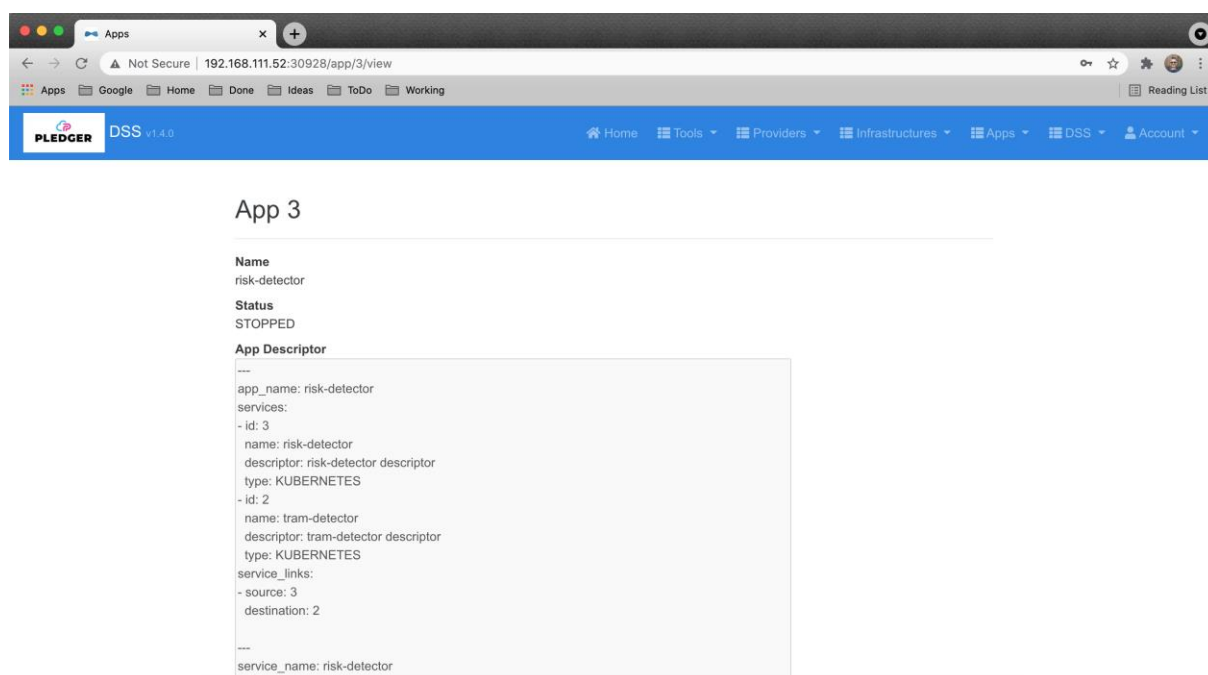 Apps
Not Secure | 192.168.111.52:30928/app/3/view
Apps Google Home Done Ideas ToDo Working Reading List
PLEDGER DSS v1.4.0 Home Tools Providers Infrastructures Apps DSS Account
App 3
Name
risk-detector
Status
STOPPED
App Descriptor
---
app_name: risk-detector
services:
- id: 3
name: risk-detector
descriptor: risk-detector descriptor
type: KUBERNETES
- id: 2
name: tram-detector
descriptor: tram-detector descriptor
type: KUBERNETES
service_links:
- source: 3
destination: 2
---
service_name: risk-detector